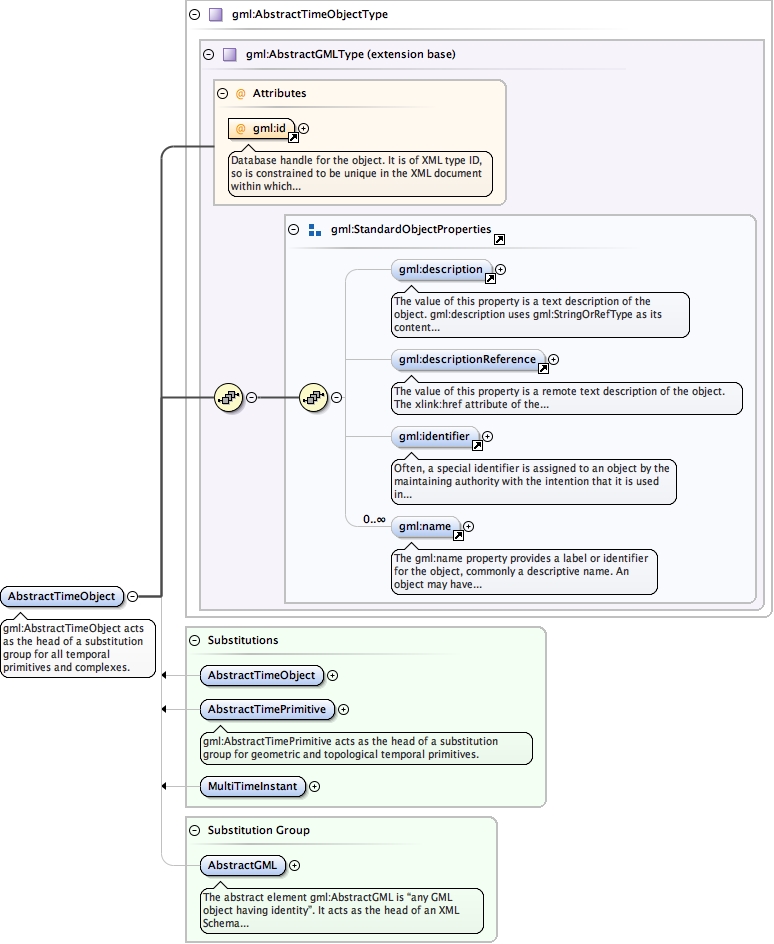 gml:AbstractTimeObjectType
gml:AbstractGMLType (extension base)
@ Attributes
@ gml:id
Database handle for the object. It is of XML type ID,
so is constrained to be unique in the XML document
within which...
gml:StandardObjectProperties
gml:description
The value of this property is a text description of the
object. gml:description uses gml:StringOrRefType as its
content...
gml:descriptionReference
The value of this property is a remote text description of the object.
The xlink:href attribute of the...
gml:identifier
Often, a special identifier is assigned to an object by the
maintaining authority with the intention that it is used
in...
0..∞
gml:name
The gml:name property provides a label or identifier
for the object, commonly a descriptive name. An
object may have...
AbstractTimeObject
gml:AbstractTimeObject acts
as the head of a substitution
group for all temporal
primitives and complexes.
Substitutions
AbstractTimeObject
AbstractTimePrimitive
gml:AbstractTimePrimitive acts as the head of a substitution
group for geometric and topological temporal primitives.
MultiTimeInstant
Substitution Group
AbstractGML
The abstract element gml:AbstractGML is “any GML
object having identity”. It acts as the head of an XML
Schema...